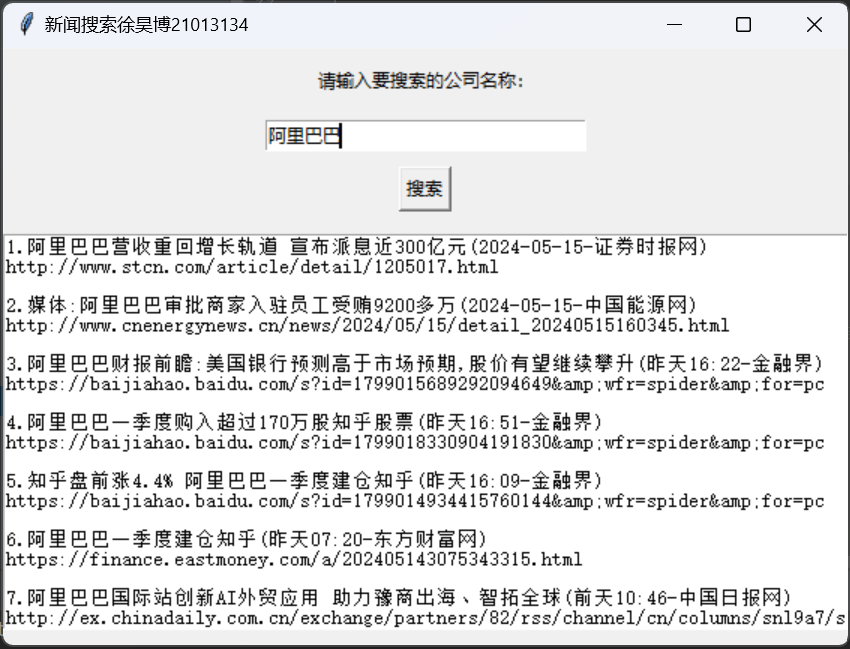 新闻搜索徐昊博21013134
请输入要搜索的公司名称:
阿里巴巴
搜索
1.阿里巴巴营收重回增长轨道 宣布派息近300亿元(2024-05-15-证券时报网)
http://www.stcn.com/article/detail/1205017.html
2.媒体:阿里巴巴审批商家入驻员工受贿9200多万(2024-05-15-中国能源网)
http://www.cnenergynews.cn/news/2024/05/15/detail_20240515160345.html
3.阿里巴巴财报前瞻:美国银行预测高于市场预期,股价有望继续攀升(昨天16:22-金融界)
https://baijiahao.baidu.com/s?id=1799015689292094649&amp;wfr=spider&amp;for=pc
4.阿里巴巴一季度购入超过170万股知乎股票(昨天16:51-金融界)
https://baijiahao.baidu.com/s?id=1799018330904191830&amp;wfr=spider&amp;for=pc
5.知乎盘前涨4.4% 阿里巴巴一季度建仓知乎(昨天16:09-金融界)
https://baijiahao.baidu.com/s?id=1799014934415760144&amp;wfr=spider&amp;for=pc
6.阿里巴巴一季度建仓知乎(昨天07:20-东方财富网)
https://finance.eastmoney.com/a/202405143075343315.html
7.阿里巴巴国际站创新AI外贸应用 助力豫商出海、智拓全球(前天10:46-中国日报网)
http://ex.chinadaily.com.cn/exchange/partners/82/rss/channel/cn/columns/snl9a7/s